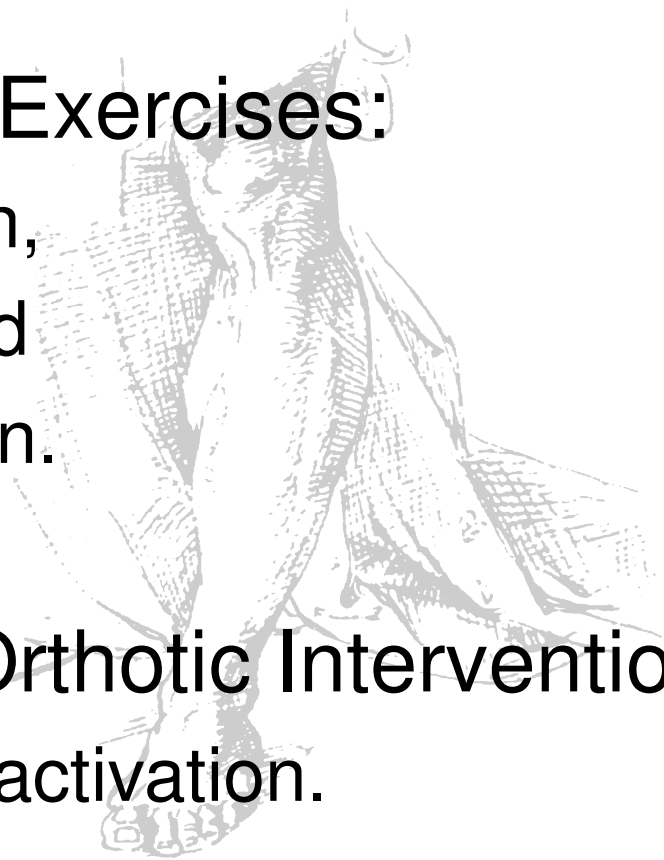 Exercises:
n,
d
n.
Orthotic Interventio
activation.